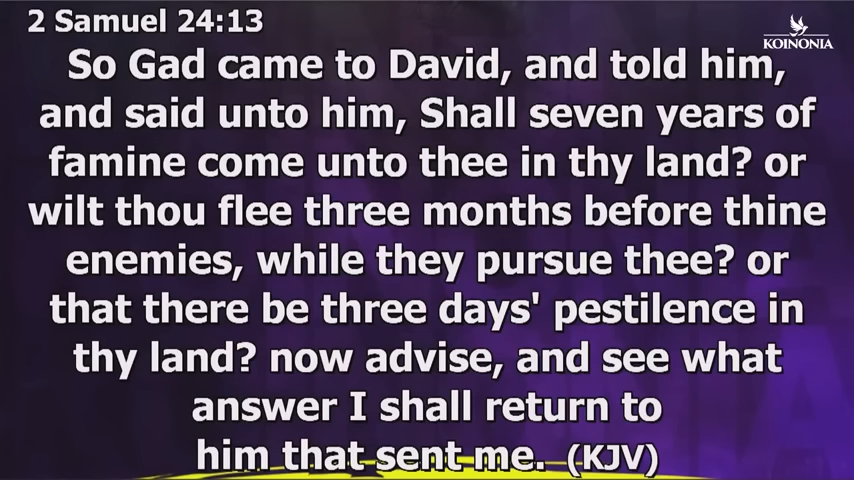 2 Samuel 24:13
KOINONIA
So Gad came to David, and told him,
and said unto him, Shall seven years of
famine come unto thee in thy land? or
wilt thou flee three months before thine
enemies, while they pursue thee? or
that there be three days' pestilence in
thy land? now advise, and see what
answer I shall return to
him that sent me. (KJV)